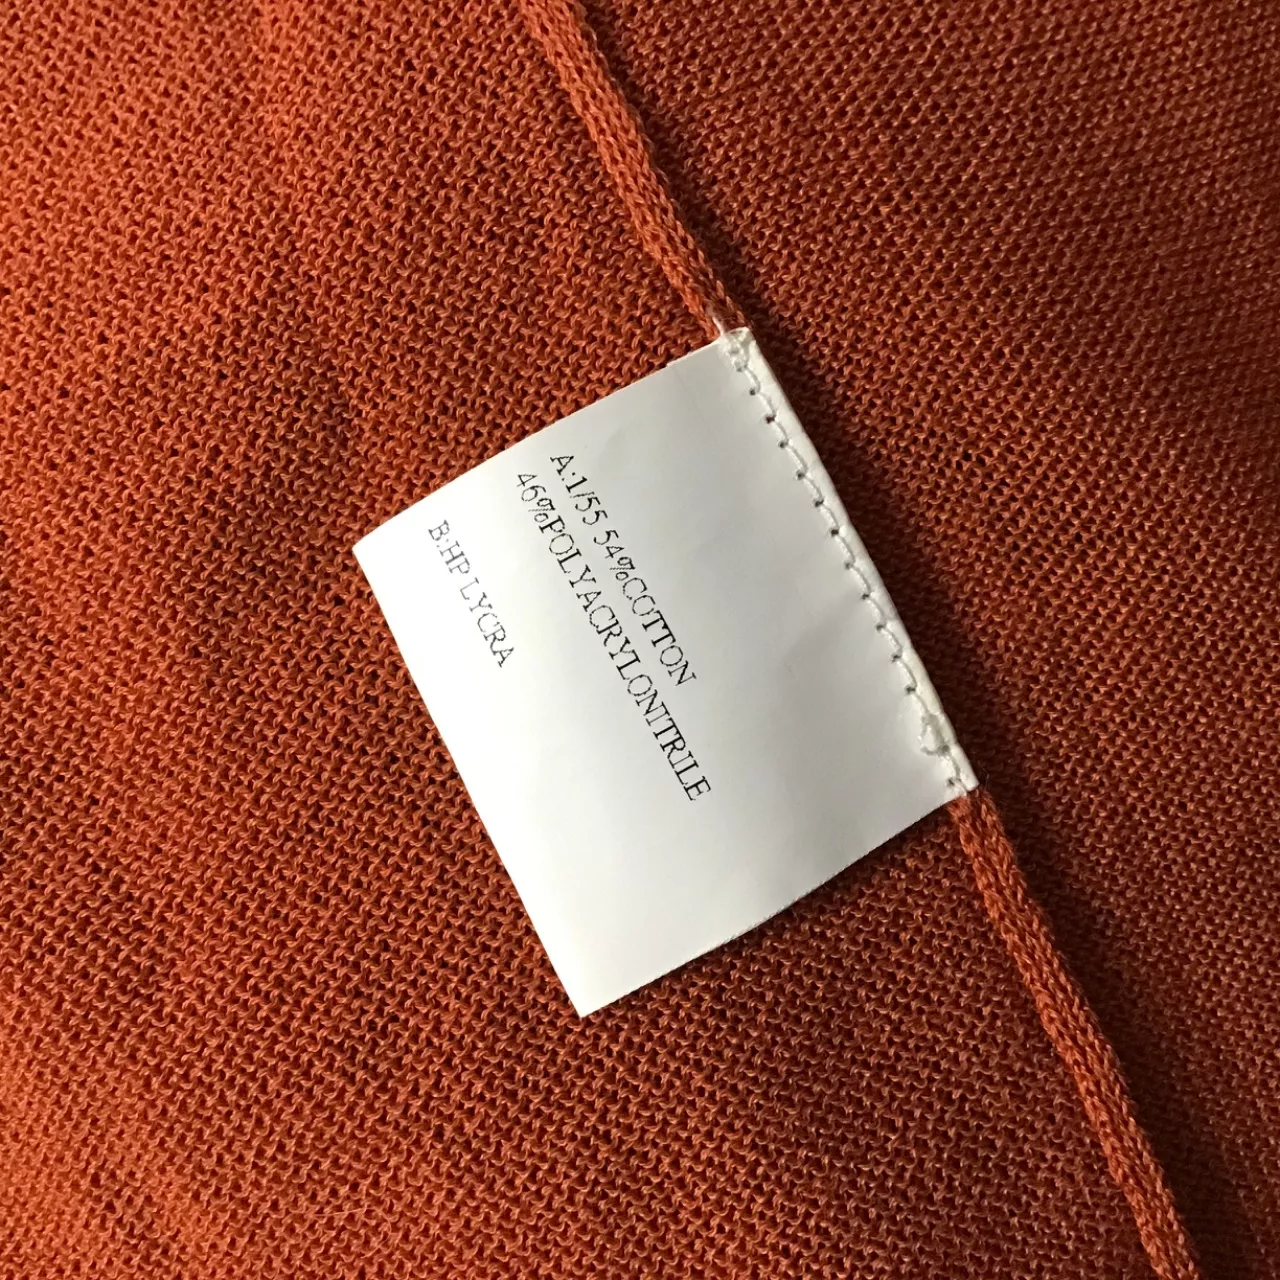 A:1/55 54%COTTON
46%POLYACRYLONITRILE
B:HP LYCRA